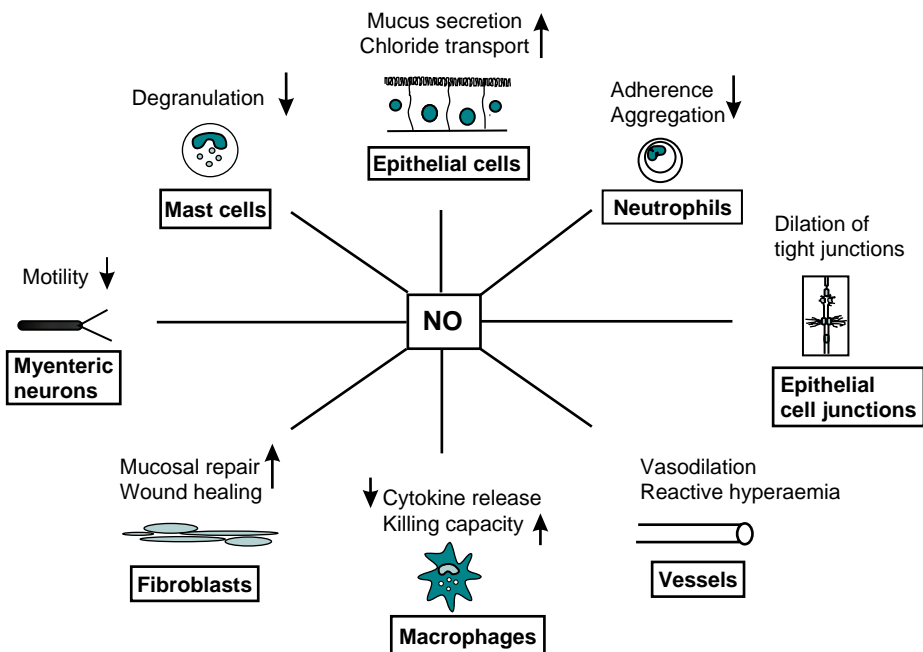 Mucus secretion
Chloride transport
Epithelial cells
Degranulation
Mast cells
Adherence
Aggregation
Neutrophils
Motility
Myenteric
neurons
NO
Dilation of
tight junctions
Epithelial
cell junctions
Mucosal repair
Wound healing
Fibroblasts
Cytokine release
Killing capacity
Macrophages
Vasodilation
Reactive hyperaemia
Vessels